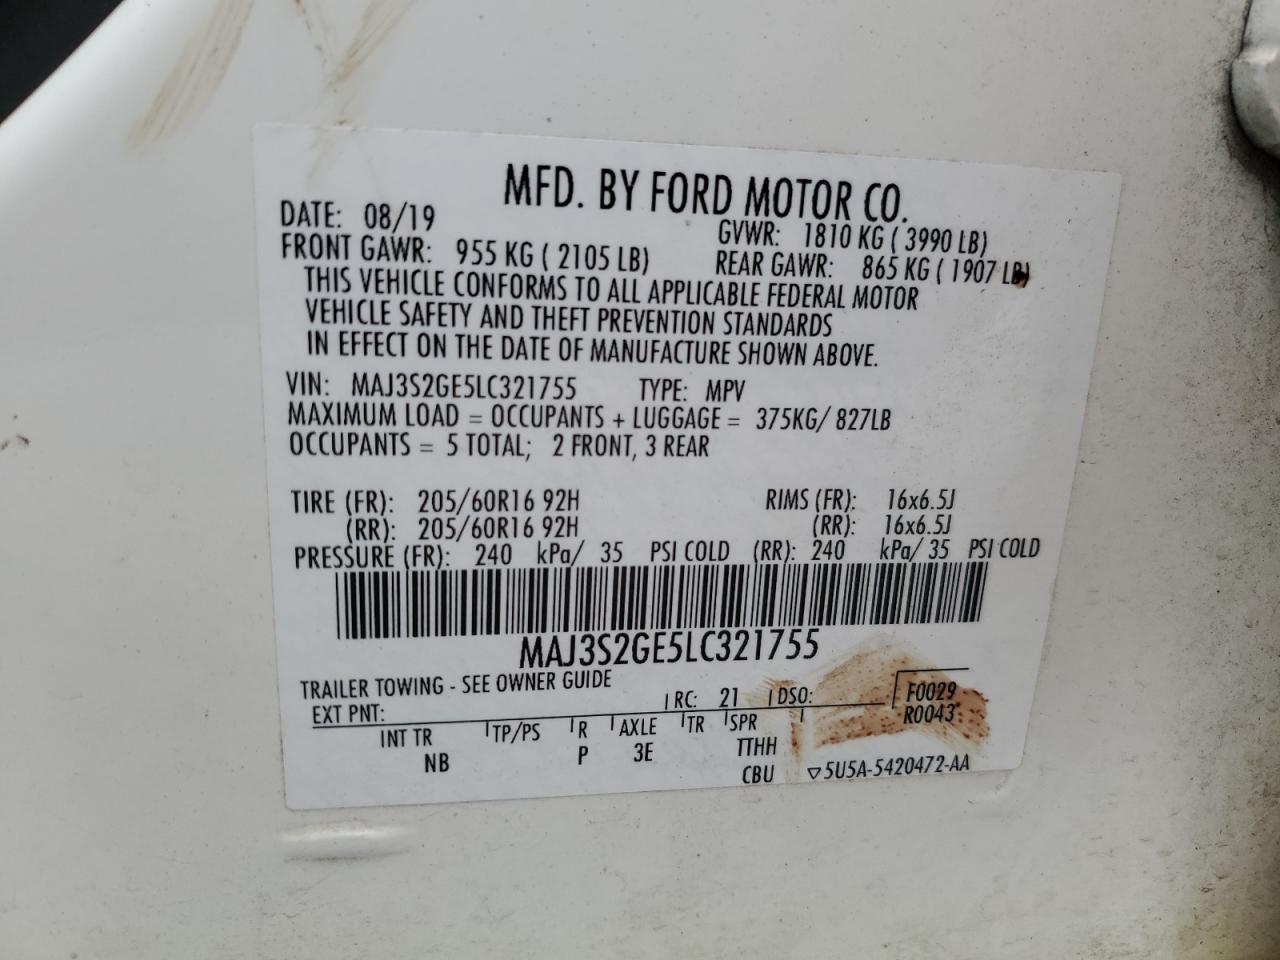 MFD. BY FORD MOTOR CO.
DATE: 08/19 GVWR: 1810 KG ( 3990 LB)
FRONT GAWR: 955 KG ( 2105 LB) REAR GAWR: 865 KG ( 1907 LB)
THIS VEHICLE CONFORMS TO ALL APPLICABLE FEDERAL MOTOR
VEHICLE SAFETY AND THEFT PREVENTION STANDARDS
IN EFFECT ON THE DATE OF MANUFACTURE SHOWN ABOVE.
VIN: MAJ3S2GE5LC321755 TYPE: MPV
MAXIMUM LOAD = OCCUPANTS + LUGGAGE = 375KG/ 827LB
OCCUPANTS = 5 TOTAL; 2 FRONT, 3 REAR
TIRE (FR): 205/60R16 92H RIMS (FR): 16x6.5J
(RR): 205/60R16 92H (RR): 16x6.5J
PRESSURE (FR): 240 kPa/ 35 PSI COLD (RR): 240 kPa/ 35 PSI COLD
MAJ3S2GE5LC321755
TRAILER TOWING - SEE OWNER GUIDE
EXT PNT: RC: 21 DSO: F0029
R0043
INT TR TP/PS R AXLE TR SPR
NB P 3E TTHH
CBU ▽5U5A-5420472-AA